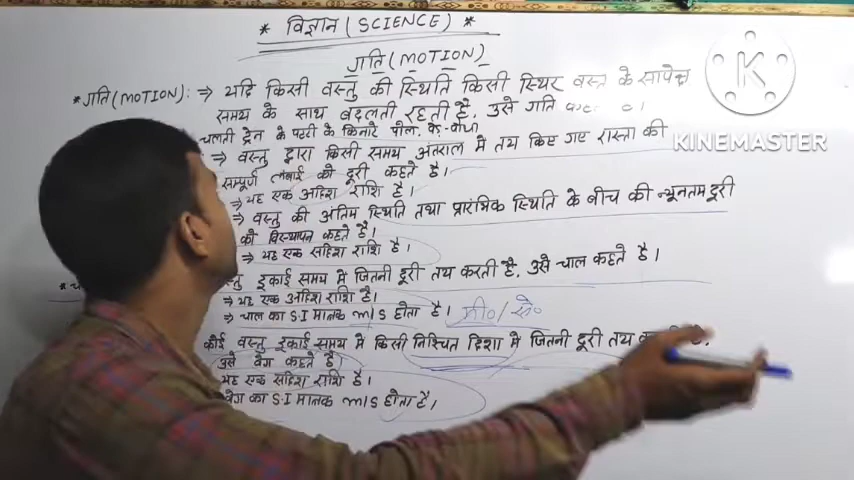 * विज्ञान (SCIENCE) *
गति (MOTION)
* गति (MOTION): ⇒ यदि किसी वस्तु की स्थिति किसी स्थिर वस्तु के सापेक्ष
समय के साथ बदलती रहती है, उसे गति
चलती ट्रेन के पटरी के किनारे पोल, पेड़-पौधा
⇒ वस्तु द्वारा किसी समय अंतराल में तय किए गए रास्ता की
सम्पूर्ण लंबाई को दूरी कहते है।
⇒ यह एक अदिश राशि है।
⇒ वस्तु की अंतिम स्थिति तथा प्रारंभिक स्थिति के बीच की न्यूनतम दूरी
को विस्थापन कहते है।
⇒ यह एक सदिश राशि है।
इकाई समय में जितनी दूरी तय करती है, उसे चाल कहते है।
⇒ यह एक अदिश राशि है।
⇒ चाल का S.I मात्रक m/s होता है। मी०/से०
कोई वस्तु इकाई समय में किसी निश्चित दिशा में जितनी दूरी तय
उसे वेग कहते है।
यह एक सदिश राशि है।
वेग का S.I मात्रक m/s होता है।
K
KINEMASTER